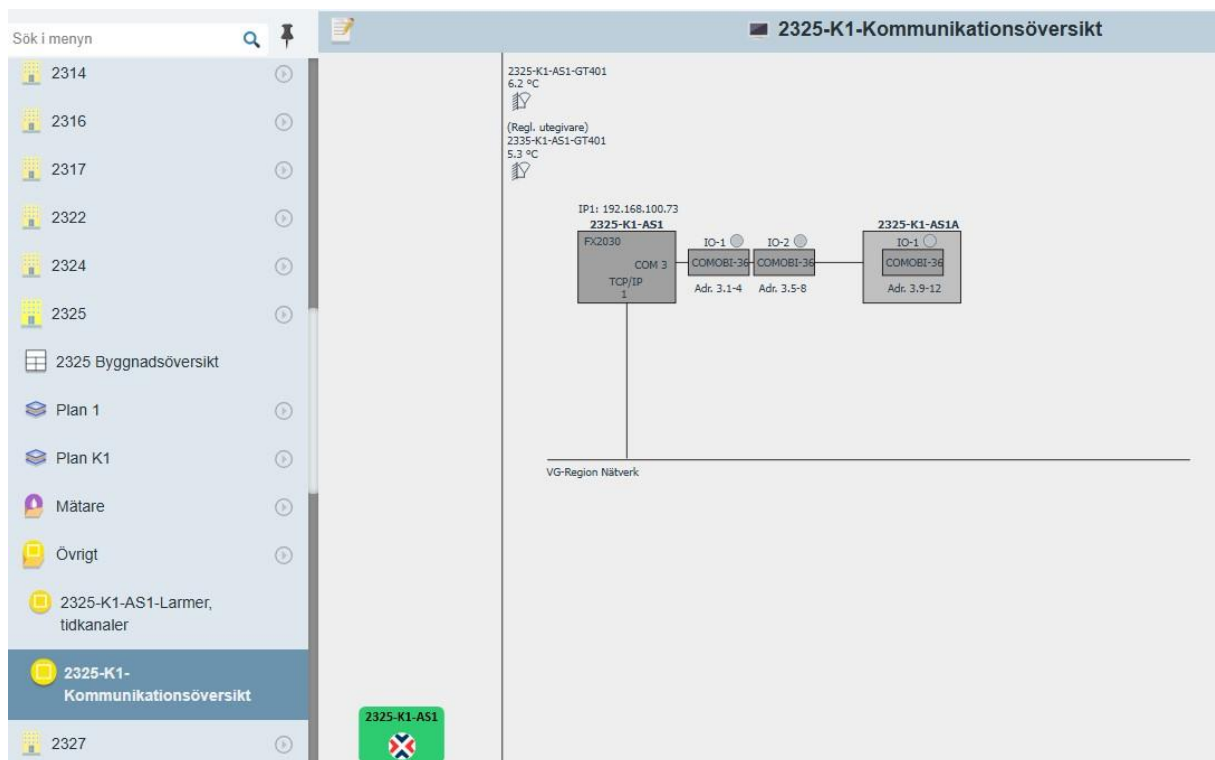 Sök i menyn
2314
2316
2317
2322
2324
2325
2325 Byggnadsöversikt
Plan 1
Plan K1
Mätare
Övrigt
2325-K1-AS1-Larmer,
tidkanaler
2325-K1-
Kommunikationsöversikt
2327
2325-K1-Kommunikationsöversikt
2325-K1-AS1-GT401
6.2 °C
(Regl. utegivare)
2335-K1-AS1-GT401
5.3 °C
IP1: 192.168.100.73
2325-K1-AS1
FX2030
COM 3
TCP/IP
1
IO-1
COMOBI-36
Adr. 3.1-4
IO-2
COMOBI-36
Adr. 3.5-8
2325-K1-AS1A
IO-1
COMOBI-36
Adr. 3.9-12
VG-Region Nätverk
2325-K1-AS1